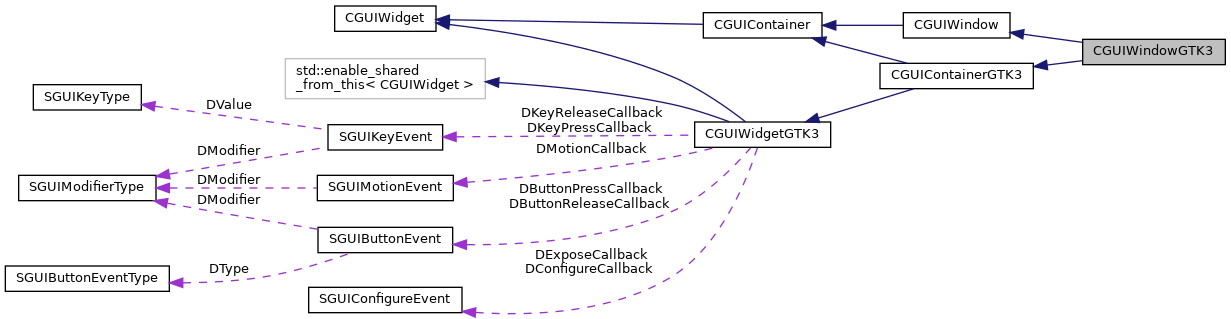 CGUIWidget
CGUIContainer
CGUIWindow
CGUIWindowGTK3
std::enable_shared
_from_this< CGUIWidget >
CGUIContainerGTK3
SGUIKeyType
DValue
SGUIKeyEvent
DKeyReleaseCallback
DKeyPressCallback
CGUIWidgetGTK3
DModifier
DMotionCallback
SGUIModifierType
DModifier
SGUIMotionEvent
DModifier
DButtonPressCallback
DButtonReleaseCallback
SGUIButtonEvent
DExposeCallback
DConfigureCallback
SGUIButtonEventType
DType
SGUIConfigureEvent